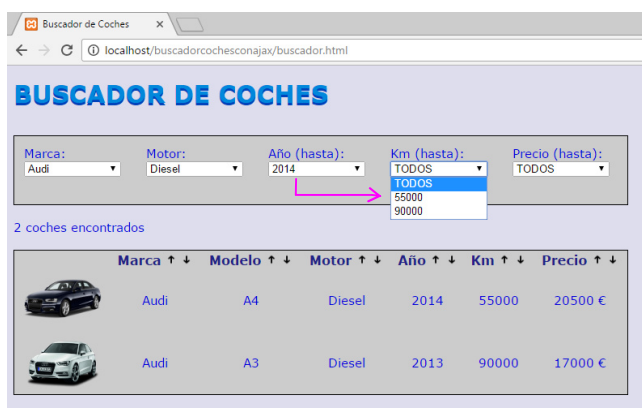 Buscador de Coches
localhost/buscadorcochesconajax/buscador.html
BUSCADOR DE COCHES
Marca: Motor: Año (hasta): Km (hasta): Precio (hasta):
Audi Diesel 2014 TODOS TODOS
TODOS
55000
90000
2 coches encontrados
Marca ↑ ↓ Modelo ↑ ↓ Motor ↑ ↓ Año ↑ ↓ Km ↑ ↓ Precio ↑ ↓
Audi A4 Diesel 2014 55000 20500 €
Audi A3 Diesel 2013 90000 17000 €